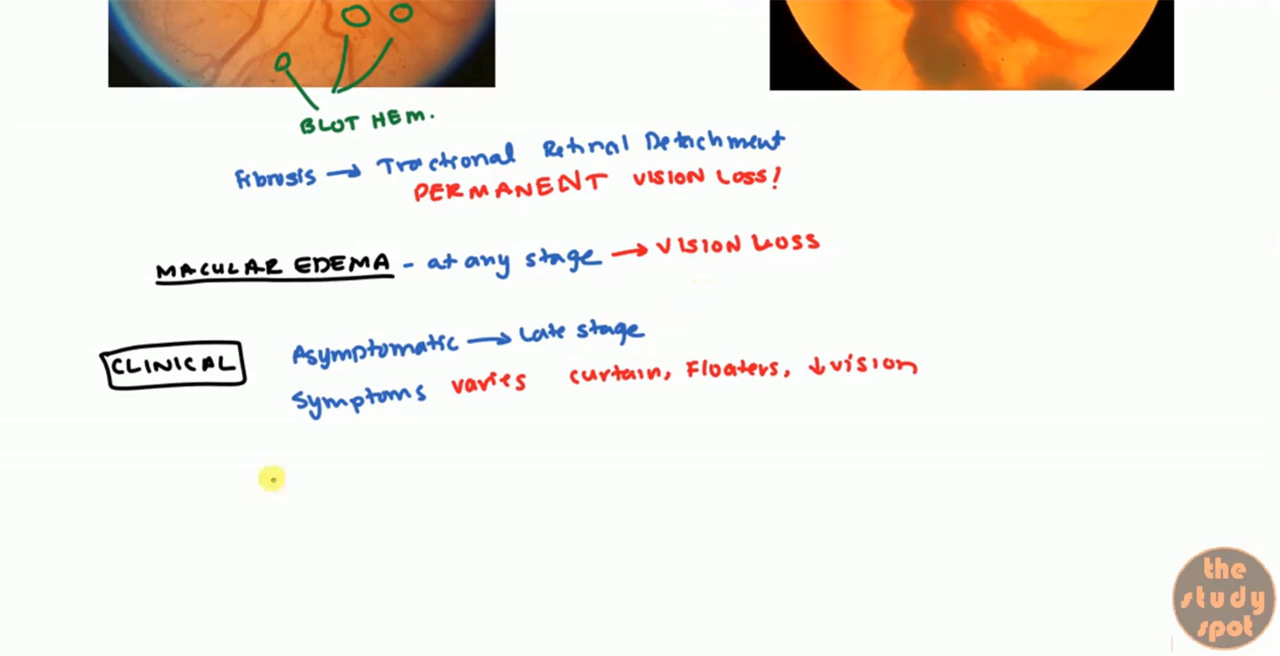 BLOT HEM.
Fibrosis → Tractional Retinal Detachment
PERMANENT VISION LOSS!
MACULAR EDEMA - at any stage → VISION LOSS
CLINICAL
Asymptomatic → Late stage
Symptoms varies curtain, Floaters, ↓vision
the
study
spot